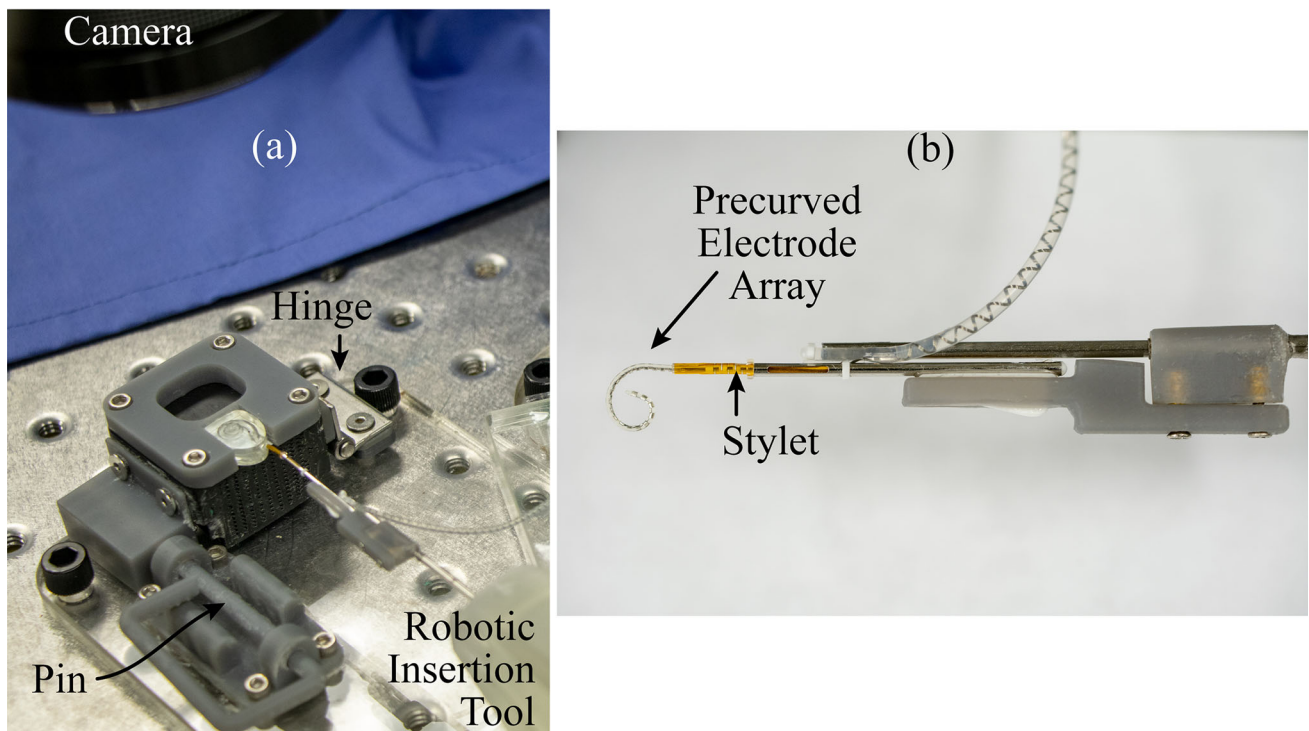 Camera
(a)
Hinge
Pin
Robotic
Insertion
Tool
(b)
Precurved
Electrode
Array
Stylet